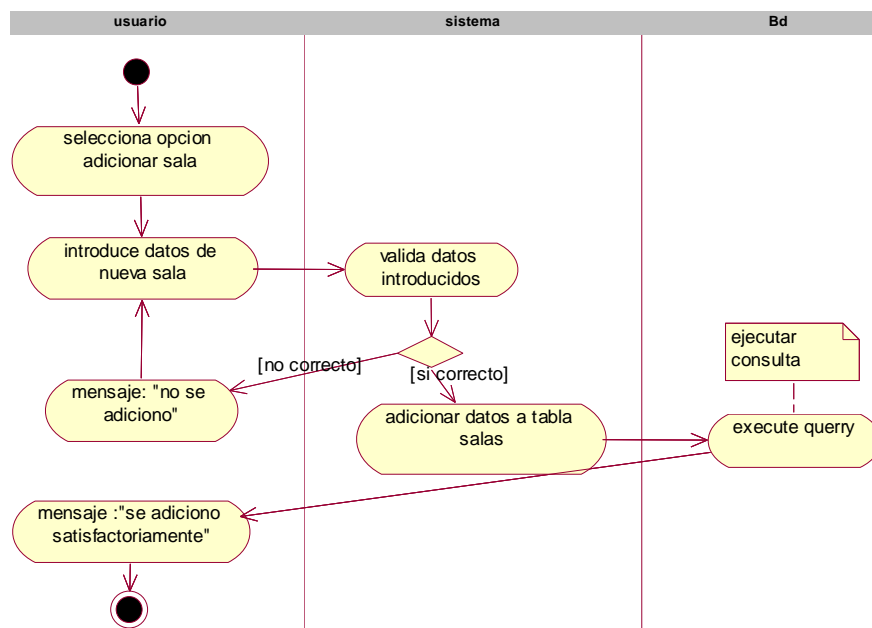 usuario
sistema
Bd
selecciona opcion
adicionar sala
introduce datos de
nueva sala
valida datos
introducidos
ejecutar
consulta
[no correcto]
[si correcto]
mensaje: "no se
adiciono"
adicionar datos a tabla
salas
execute querry
mensaje :"se adiciono
satisfactoriamente"